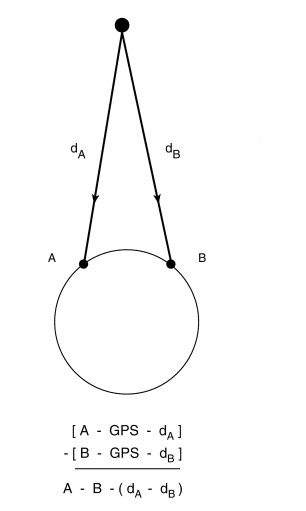 d_A d_B
A B
[ A - GPS - d_A ]
- [ B - GPS - d_B ]
A - B - ( d_A - d_B )